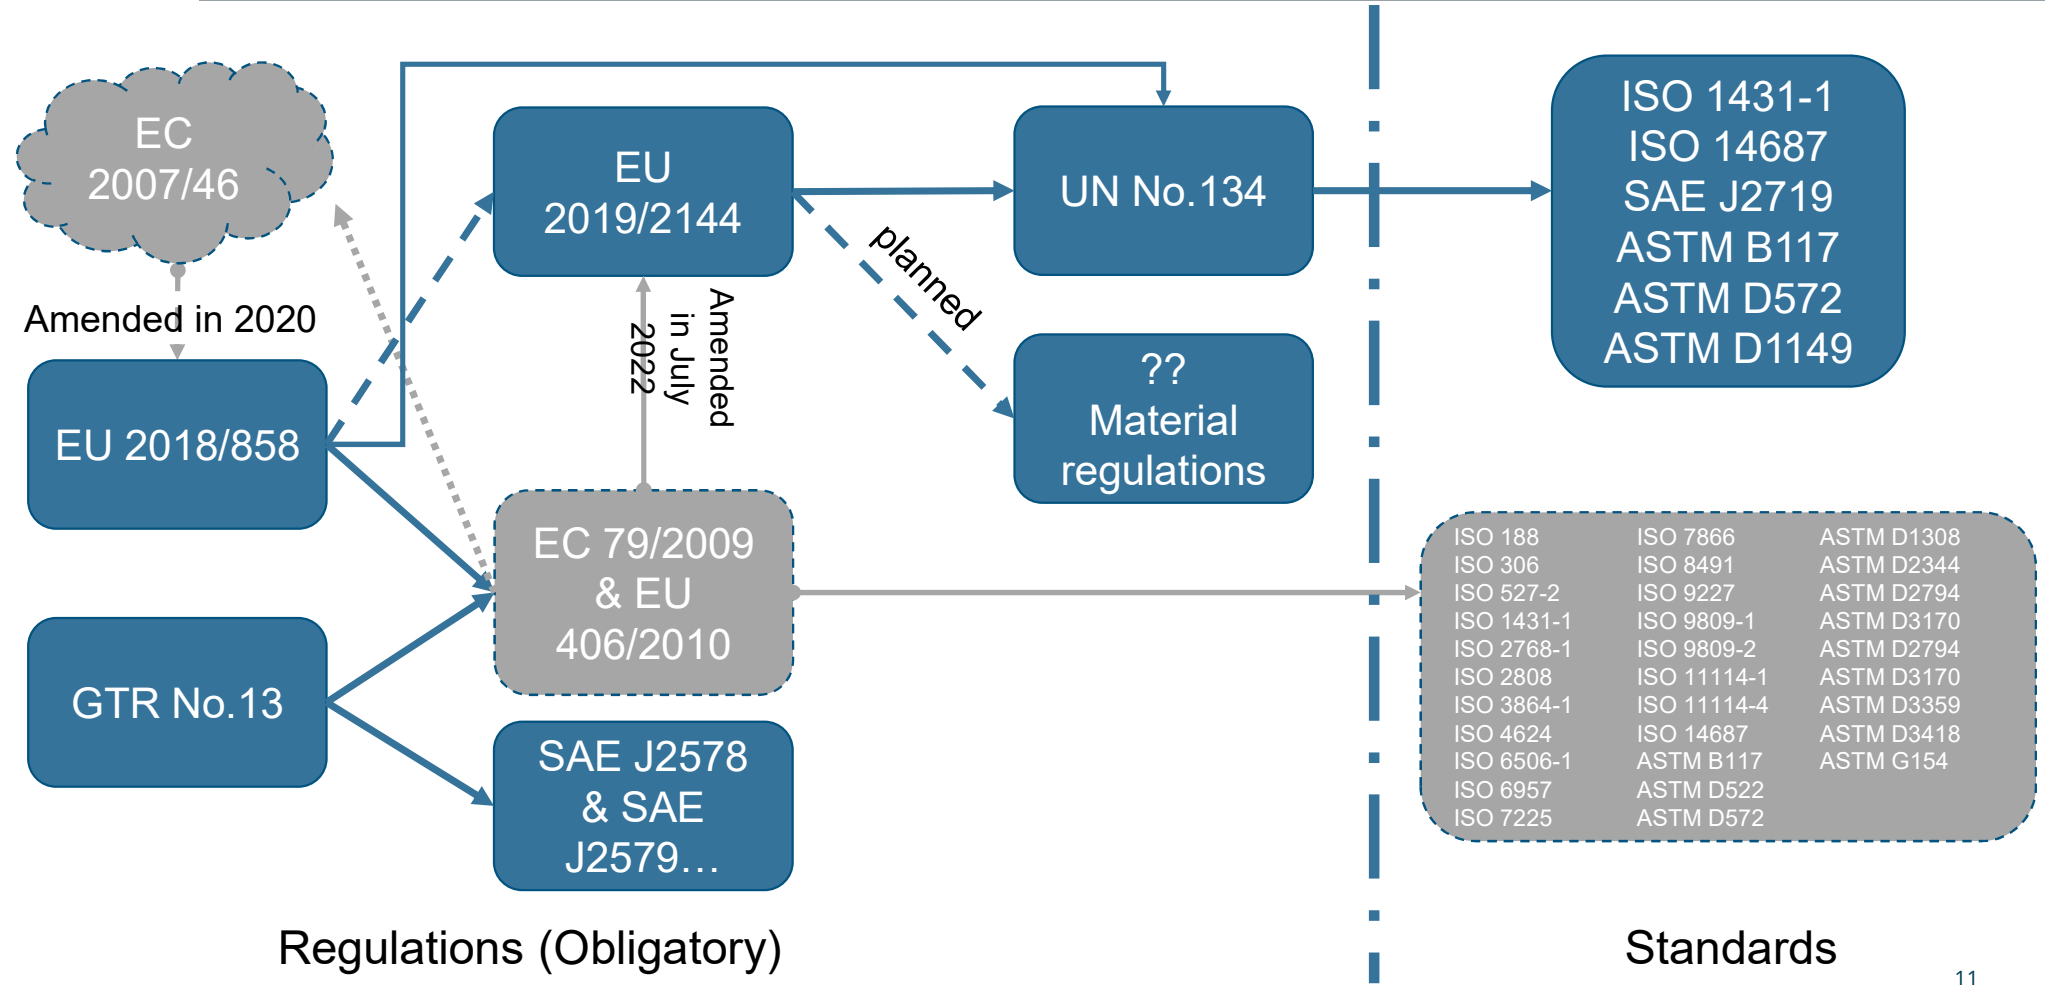 EC
2007/46
Amended in 2020
EU 2018/858
GTR No.13
EU
2019/2144
Amended
in July
2022
EC 79/2009
& EU
406/2010
SAE J2578
& SAE
J2579…
planned
UN No.134
??
Material
regulations
ISO 1431-1
ISO 14687
SAE J2719
ASTM B117
ASTM D572
ASTM D1149
ISO 188
ISO 306
ISO 527-2
ISO 1431-1
ISO 2768-1
ISO 2808
ISO 3864-1
ISO 4624
ISO 6506-1
ISO 6957
ISO 7225
ISO 7866
ISO 8491
ISO 9227
ISO 9809-1
ISO 9809-2
ISO 11114-1
ISO 11114-4
ISO 14687
ASTM B117
ASTM D522
ASTM D572
ASTM D1308
ASTM D2344
ASTM D2794
ASTM D3170
ASTM D2794
ASTM D3170
ASTM D3359
ASTM D3418
ASTM G154
Regulations (Obligatory)
Standards
11